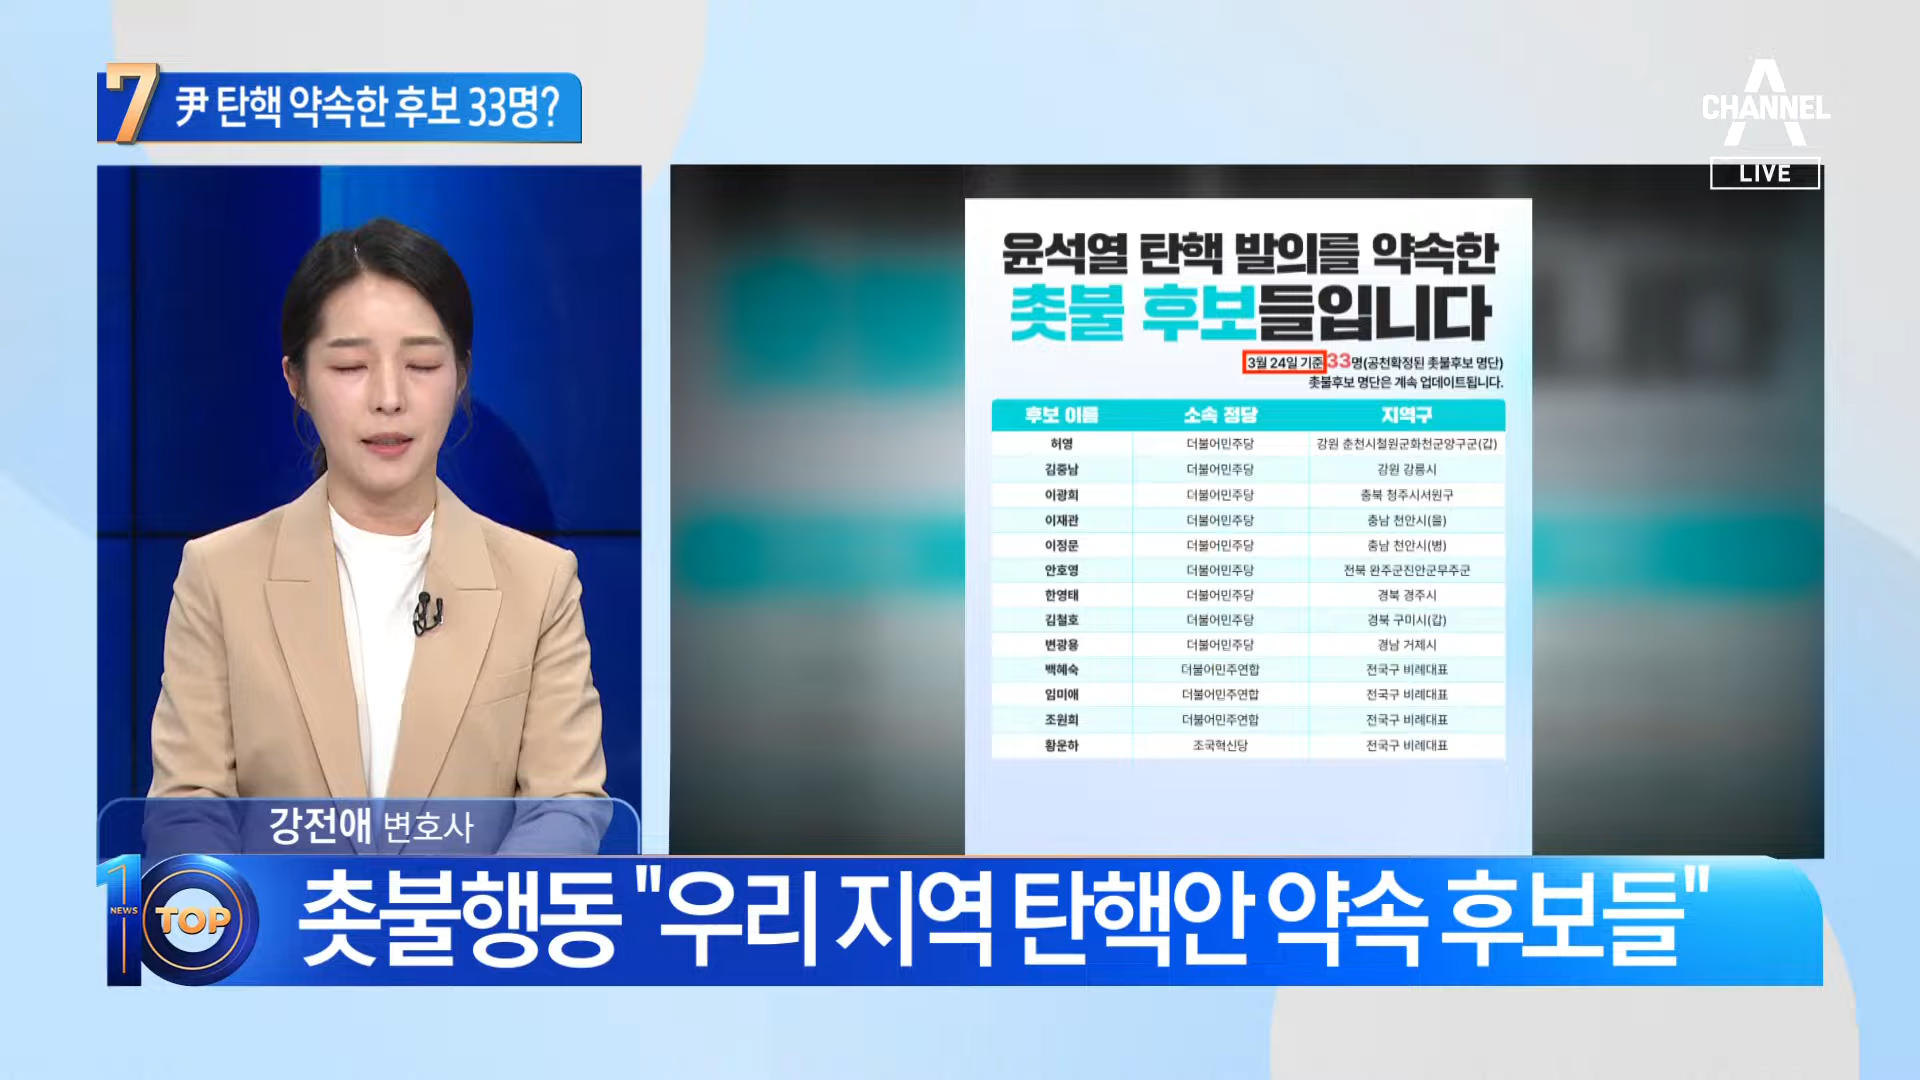 7 尹 탄핵 약속한 후보 33명?
CHANNEL A
LIVE
윤석열 탄핵 발의를 약속한
촛불 후보들입니다
3월 24일 기준 33명(공천확정된 촛불후보 명단)
촛불후보 명단은 계속 업데이트됩니다.
후보 이름 소속 정당 지역구
허영 더불어민주당 강원 춘천시철원군화천군양구군(갑)
김중남 더불어민주당 강원 강릉시
이광희 더불어민주당 충북 청주시서원구
이재관 더불어민주당 충남 천안시(을)
이정문 더불어민주당 충남 천안시(병)
안호영 더불어민주당 전북 완주군진안군무주군
한영태 더불어민주당 경북 경주시
김철호 더불어민주당 경북 구미시(갑)
변광용 더불어민주당 경남 거제시
백혜숙 더불어민주연합 전국구 비례대표
임미애 더불어민주연합 전국구 비례대표
조원희 더불어민주연합 전국구 비례대표
황운하 조국혁신당 전국구 비례대표
강전애 변호사
NEWS TOP 10
촛불행동 "우리 지역 탄핵안 약속 후보들"